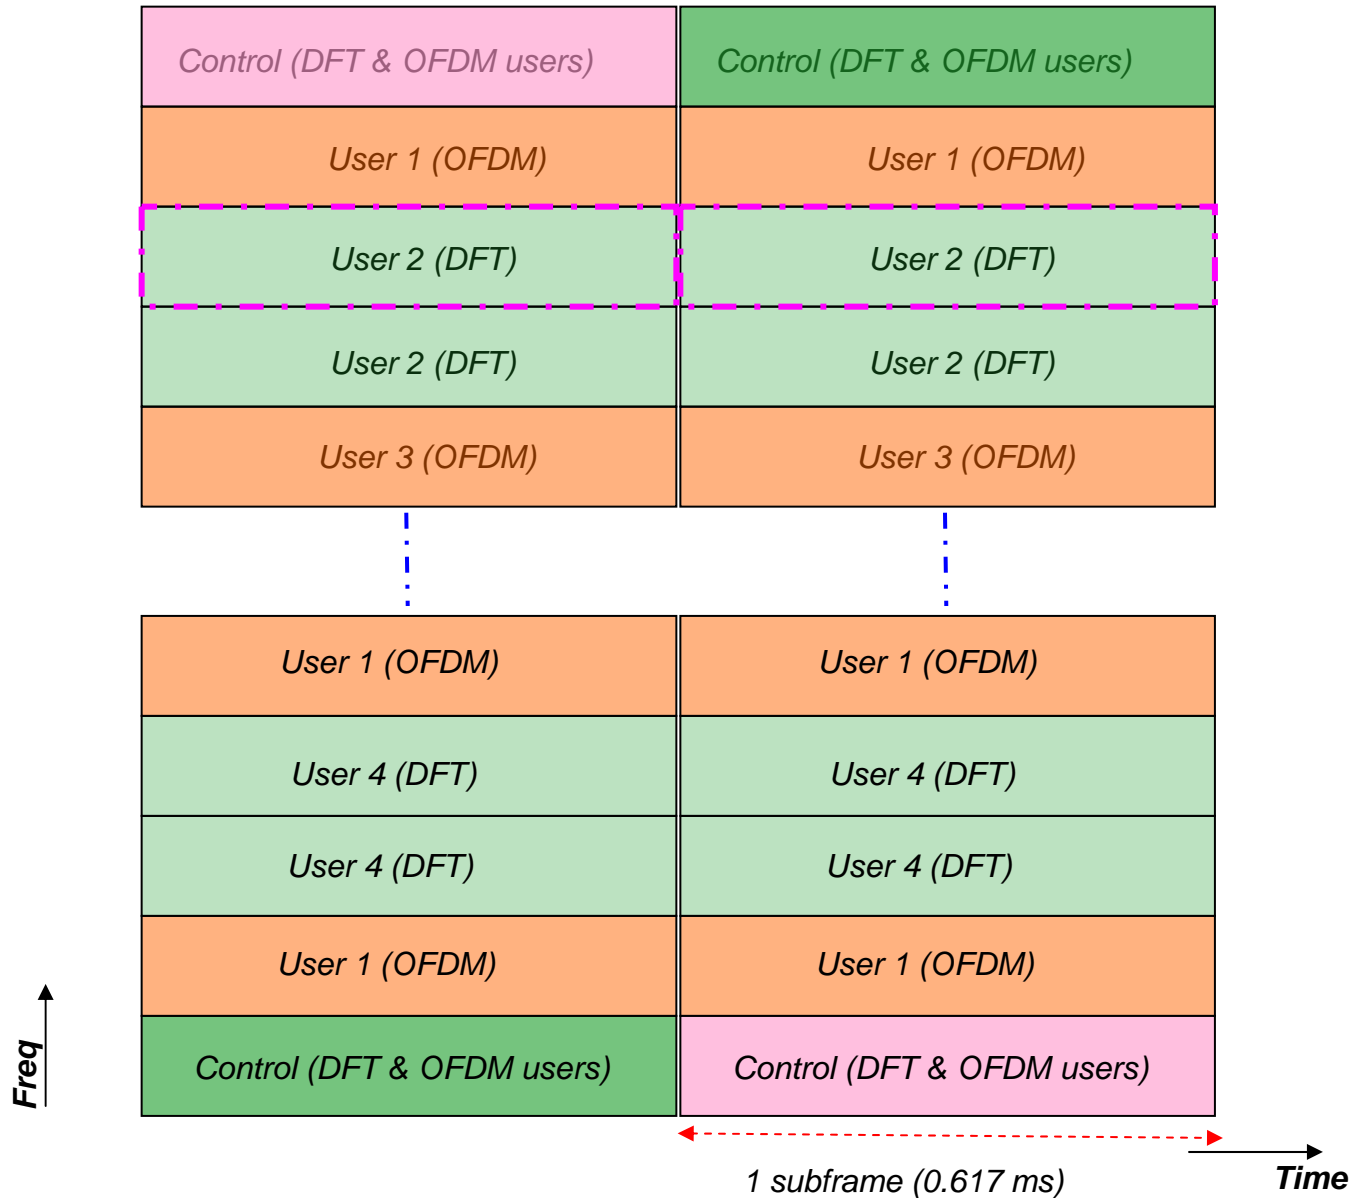 Control (DFT & OFDM users) Control (DFT & OFDM users)
User 1 (OFDM) User 1 (OFDM)
User 2 (DFT) User 2 (DFT)
User 2 (DFT) User 2 (DFT)
User 3 (OFDM) User 3 (OFDM)
User 1 (OFDM) User 1 (OFDM)
User 4 (DFT) User 4 (DFT)
User 4 (DFT) User 4 (DFT)
User 1 (OFDM) User 1 (OFDM)
Control (DFT & OFDM users) Control (DFT & OFDM users)
Freq
1 subframe (0.617 ms)
Time